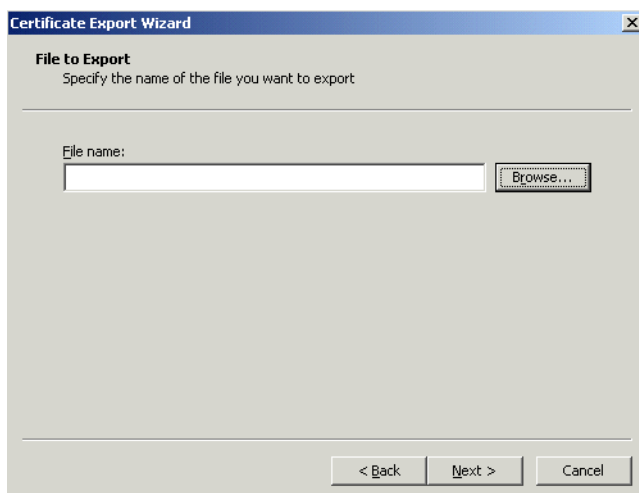 Certificate Export Wizard
File to Export
Specify the name of the file you want to export
File name:
Browse...
< Back
Next >
Cancel